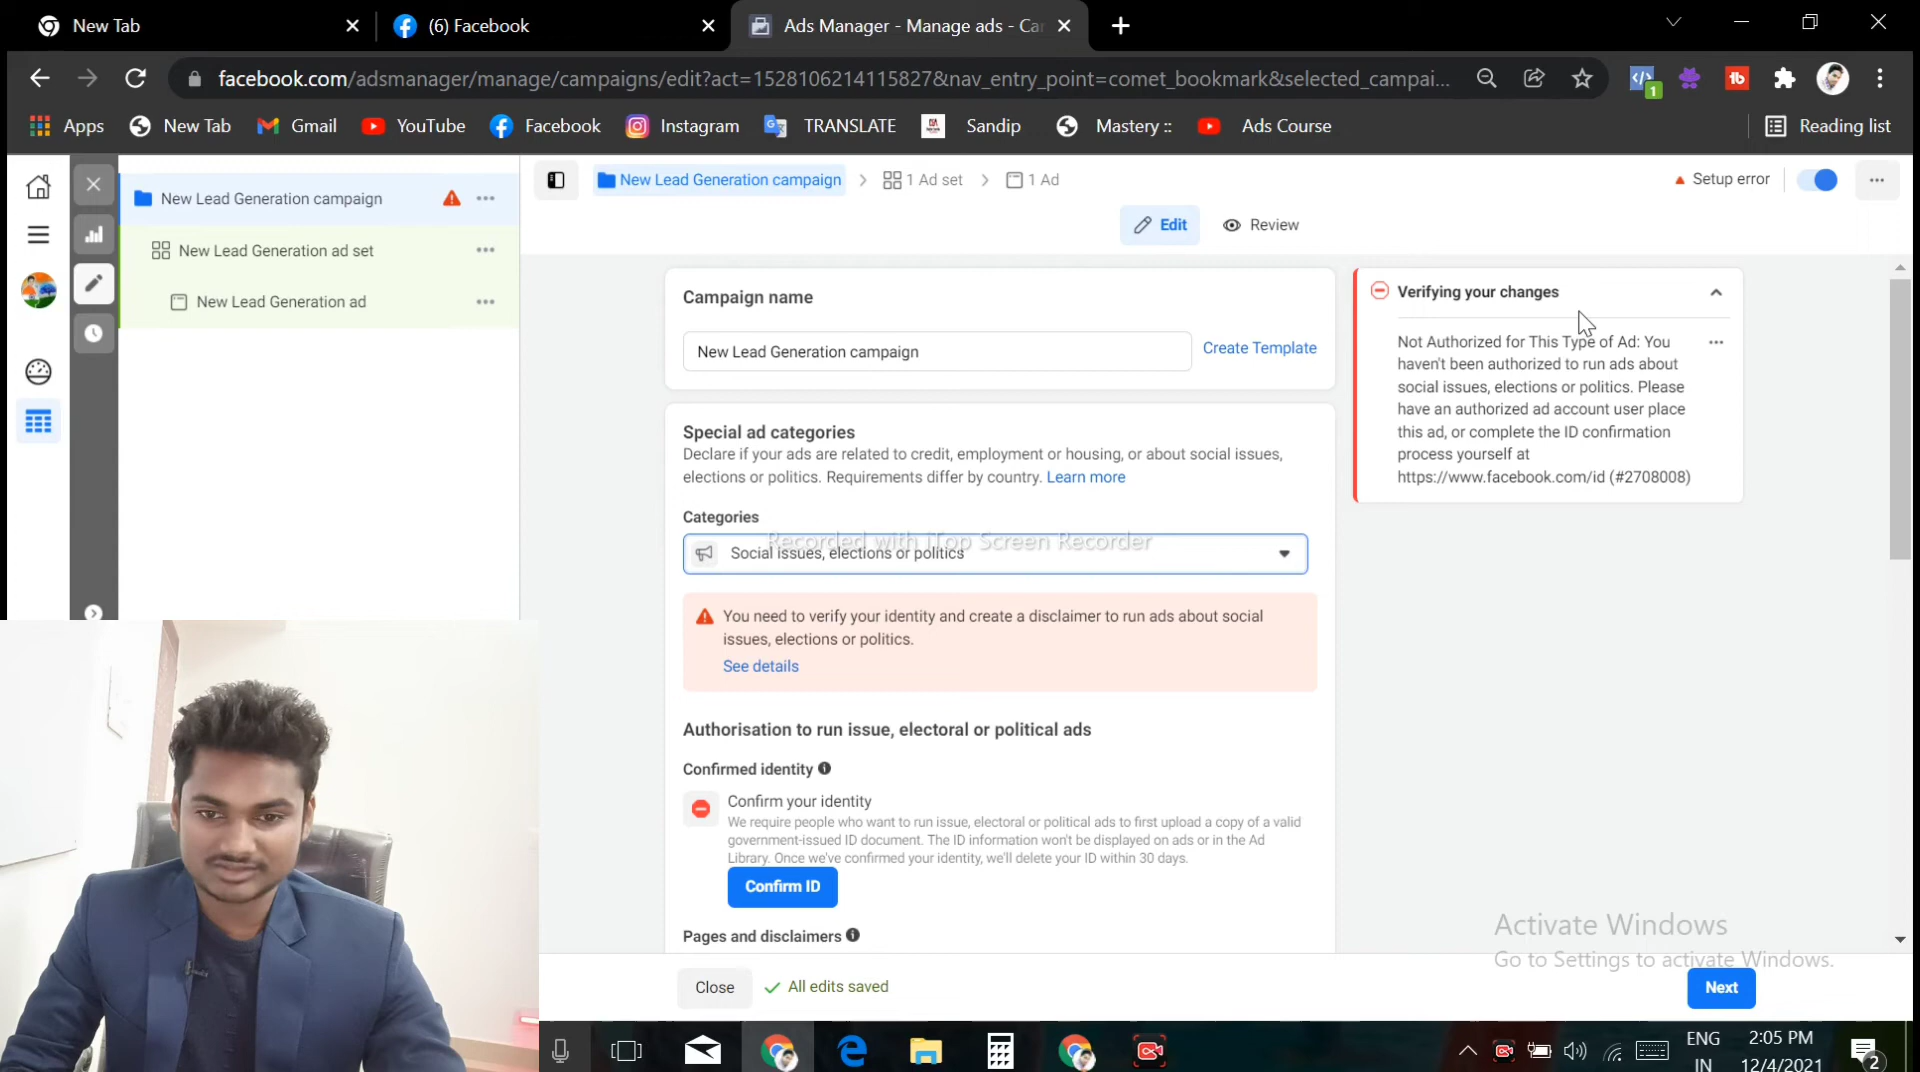 New Tab
(6) Facebook
Ads Manager - Manage ads - Ca
facebook.com/adsmanager/manage/campaigns/edit?act=1528106214115827&nav_entry_point=comet_bookmark&selected_campai...
1
Apps
New Tab
Gmail
YouTube
Facebook
Instagram
TRANSLATE
Sandip
Mastery ::
Ads Course
Reading list
New Lead Generation campaign
New Lead Generation ad set
New Lead Generation ad
New Lead Generation campaign
1 Ad set
1 Ad
Setup error
Edit
Review
Campaign name
New Lead Generation campaign
Create Template
Special ad categories
Declare if your ads are related to credit, employment or housing, or about social issues,
elections or politics. Requirements differ by country. Learn more
Categories
Recorded with iTop Screen Recorder
Social issues, elections or politics
You need to verify your identity and create a disclaimer to run ads about social
issues, elections or politics.
See details
Authorisation to run issue, electoral or political ads
Confirmed identity
Confirm your identity
We require people who want to run issue, electoral or political ads to first upload a copy of a valid
government-issued ID document. The ID information won't be displayed on ads or in the Ad
Library. Once we've confirmed your identity, we'll delete your ID within 30 days.
Confirm ID
Pages and disclaimers
Verifying your changes
Not Authorized for This Type of Ad: You
haven't been authorized to run ads about
social issues, elections or politics. Please
have an authorized ad account user place
this ad, or complete the ID confirmation
process yourself at
https://www.facebook.com/id (#2708008)
Activate Windows
Go to Settings to activate Windows.
Close
All edits saved
Next
ENG
IN
2:05 PM
12/4/2021
2